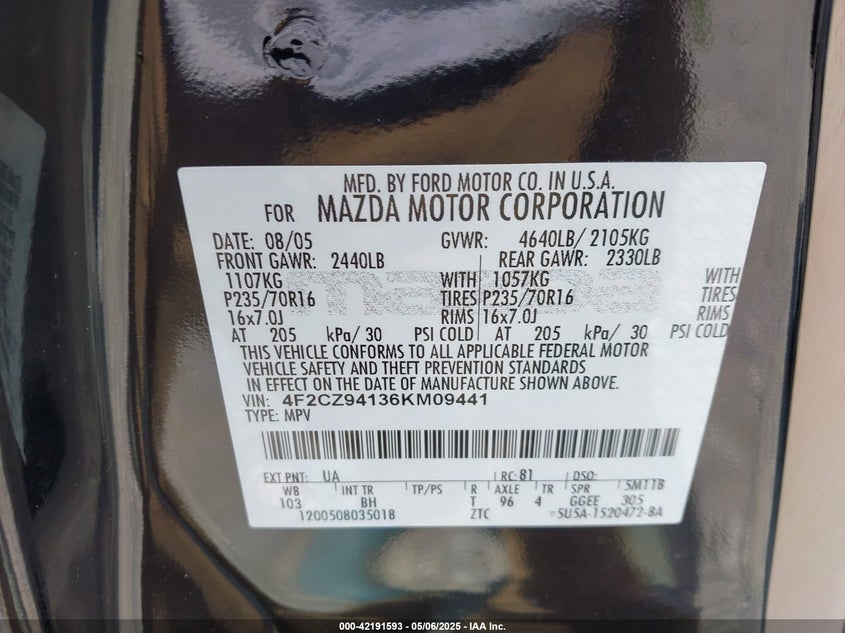 MFD. BY FORD MOTOR CO. IN U.S.A.
FOR MAZDA MOTOR CORPORATION
DATE: 08/05 GVWR: 4640LB/ 2105KG
FRONT GAWR: 2440LB REAR GAWR: 2330LB
1107KG WITH 1057KG WITH
P235/70R16 TIRES P235/70R16 TIRES
16x7.0J RIMS 16x7.0J RIMS
AT 205 kPa/ 30 PSI COLD AT 205 kPa/ 30 PSI COLD
THIS VEHICLE CONFORMS TO ALL APPLICABLE FEDERAL MOTOR
VEHICLE SAFETY AND THEFT PREVENTION STANDARDS
IN EFFECT ON THE DATE OF MANUFACTURE SHOWN ABOVE.
VIN: 4F2CZ94136KM09441
TYPE: MPV
EXT PNT: UA RC: 81 DSO:
WB INT TR TP/PS R AXLE TR SPR 5M11B
103 BH T 96 4 GGEE 305
1200508035018 ZTC 5U5A-1520472-BA
000-42191593 — 05/06/2025 — IAA Inc.